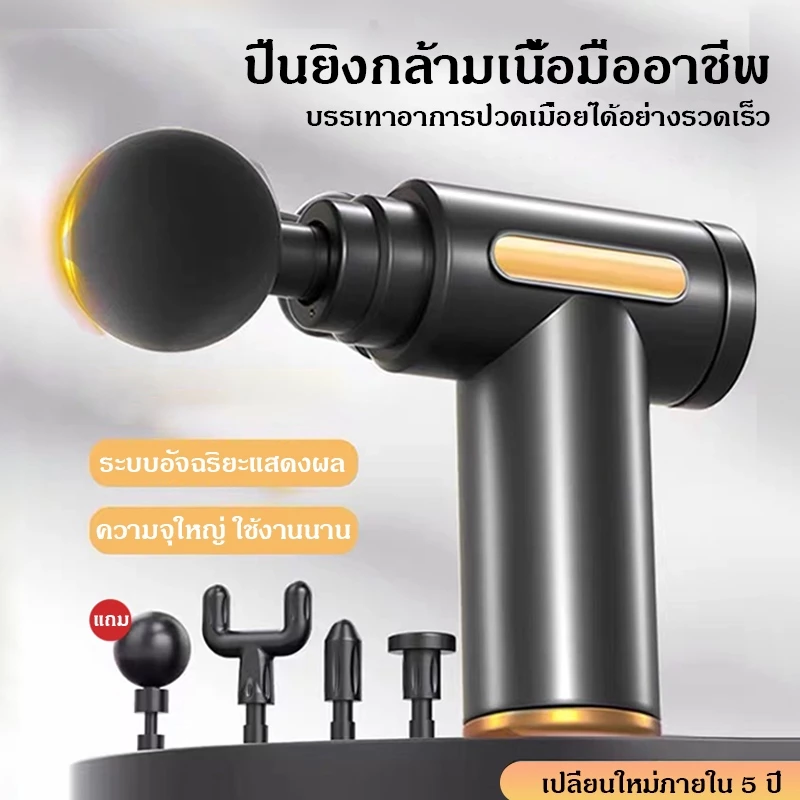 ปืนยิงกล้ามเนื้อมืออาชีพ
บรรเทาอาการปวดเมื่อยได้อย่างรวดเร็ว
ระบบอัจฉริยะแสดงผล
ความจุใหญ่ ใช้งานนาน
แถม
เปลี่ยนใหม่ภายใน 5 ปี